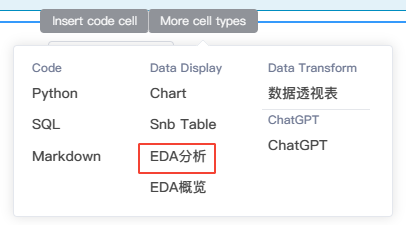 Insert code cell More cell types
Code Data Display Data Transform
Python Chart 数据透视表
SQL Snb Table ChatGPT
Markdown EDA分析 ChatGPT
EDA概览